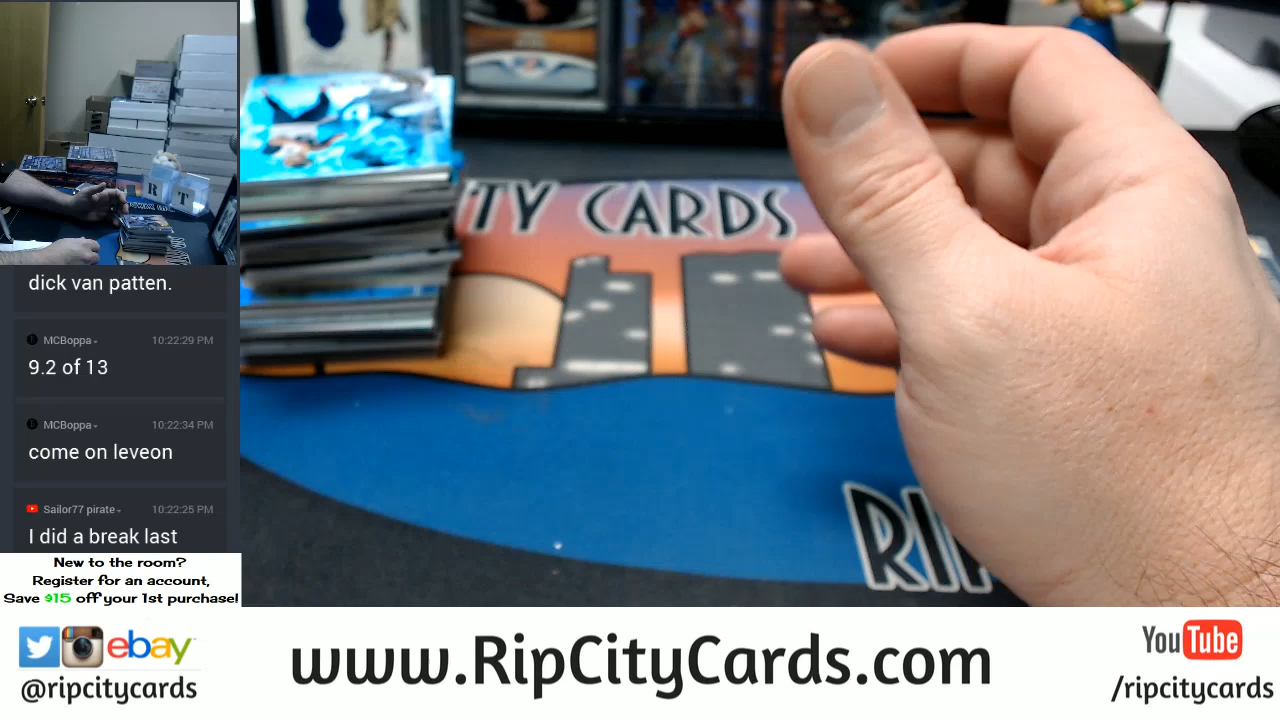 TY CARDS
RIP
R T
dick van patten.
MCBoppa 10:22:29 PM
9.2 of 13
MCBoppa 10:22:34 PM
come on leveon
Sailor77 pirate 10:22:25 PM
I did a break last
New to the room?
Register for an account,
Save $15 off your 1st purchase!
ebay
@ripcitycards
www.RipCityCards.com
YouTube
/ripcitycards